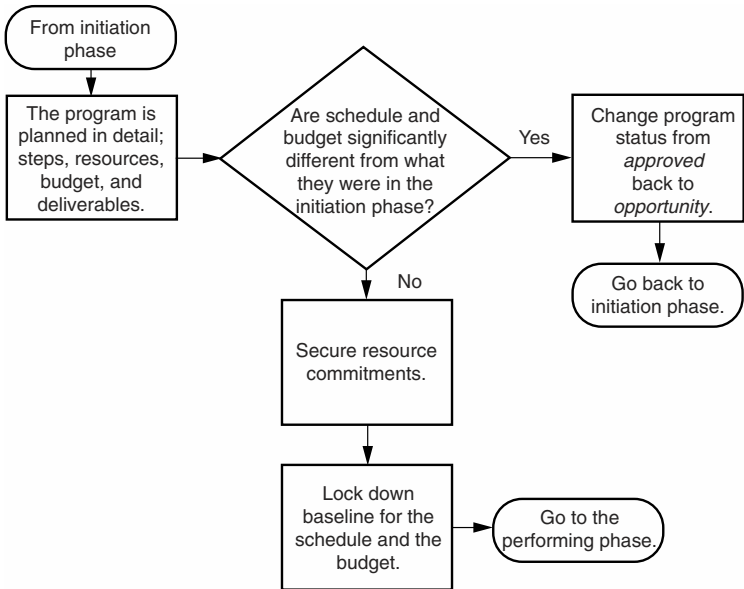 From initiation
phase
The program is
planned in detail;
steps, resources,
budget, and
deliverables.
Are schedule and
budget significantly
different from what
they were in the
initiation phase?
Yes
Change program
status from
approved
back to
opportunity.
Go back to
initiation phase.
No
Secure resource
commitments.
Lock down
baseline for the
schedule and the
budget.
Go to the
performing phase.